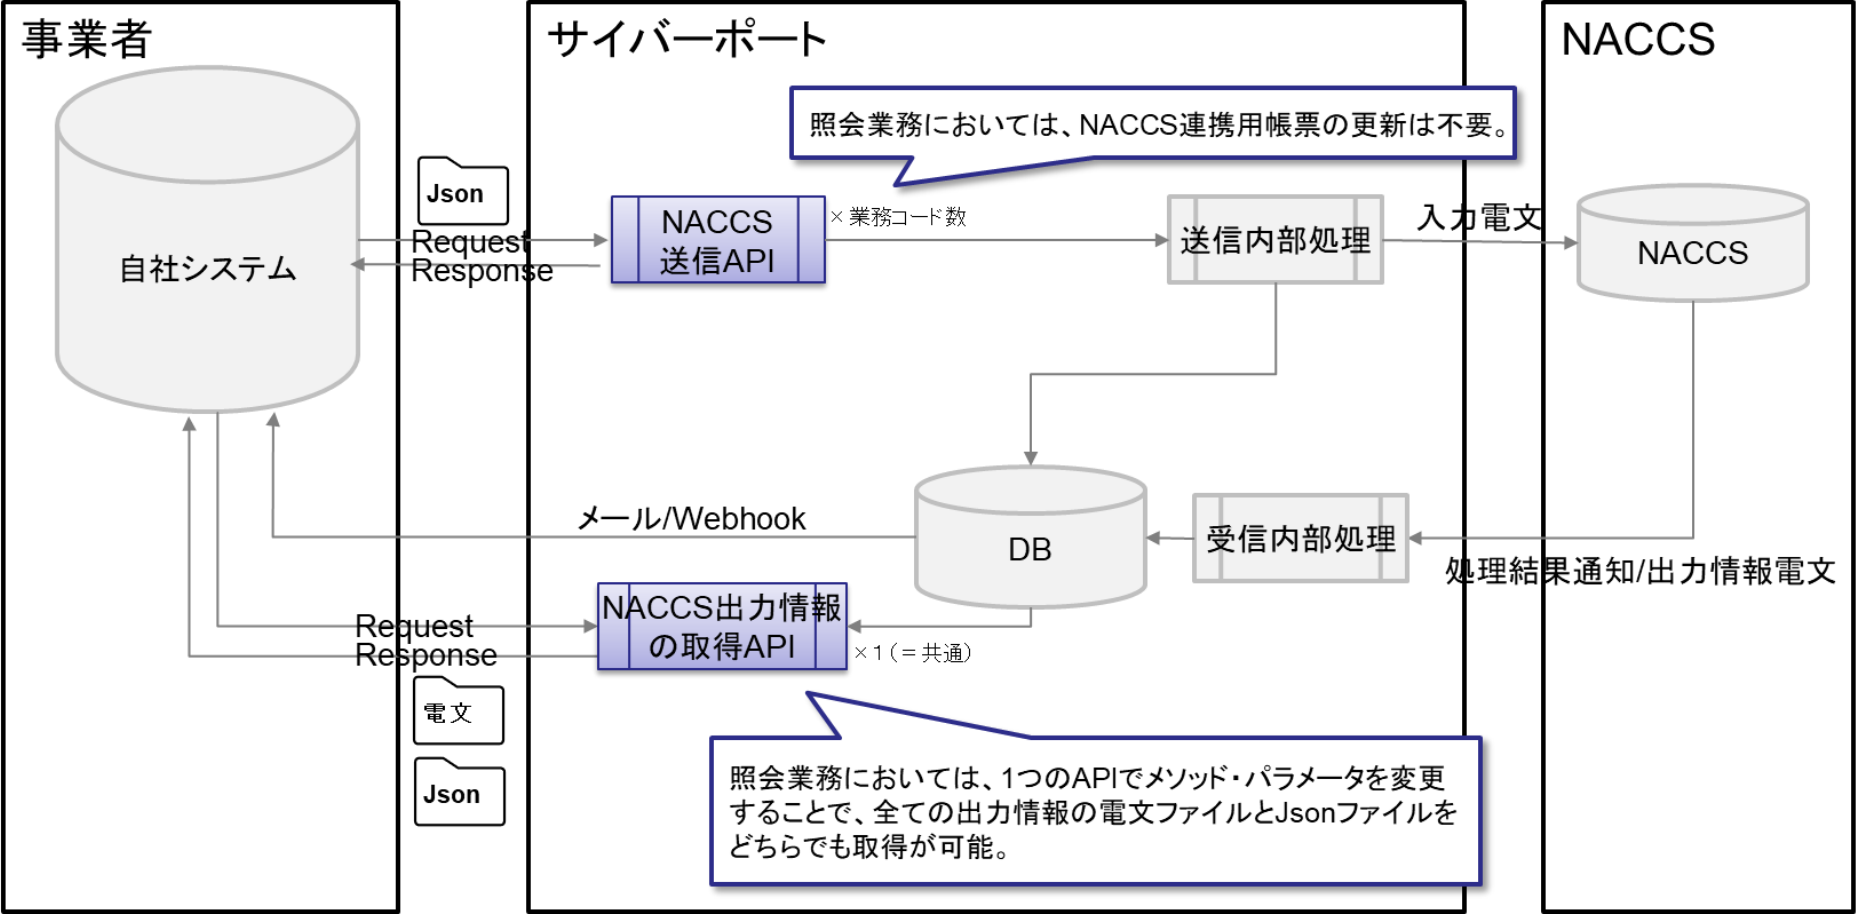 事業者
サイバーポート
NACCS
照会業務においては、NACCS連携用帳票の更新は不要。
Json
Request
Response
自社システム
NACCS
送信API
×業務コード数
送信内部処理
入力電文
NACCS
メール/Webhook
DB
受信内部処理
処理結果通知/出力情報電文
NACCS出力情報
の取得API
×1(=共通)
Request
Response
電文
Json
照会業務においては、1つのAPIでメソッド・パラメータを変更
することで、全ての出力情報の電文ファイルとJsonファイルを
どちらでも取得が可能。